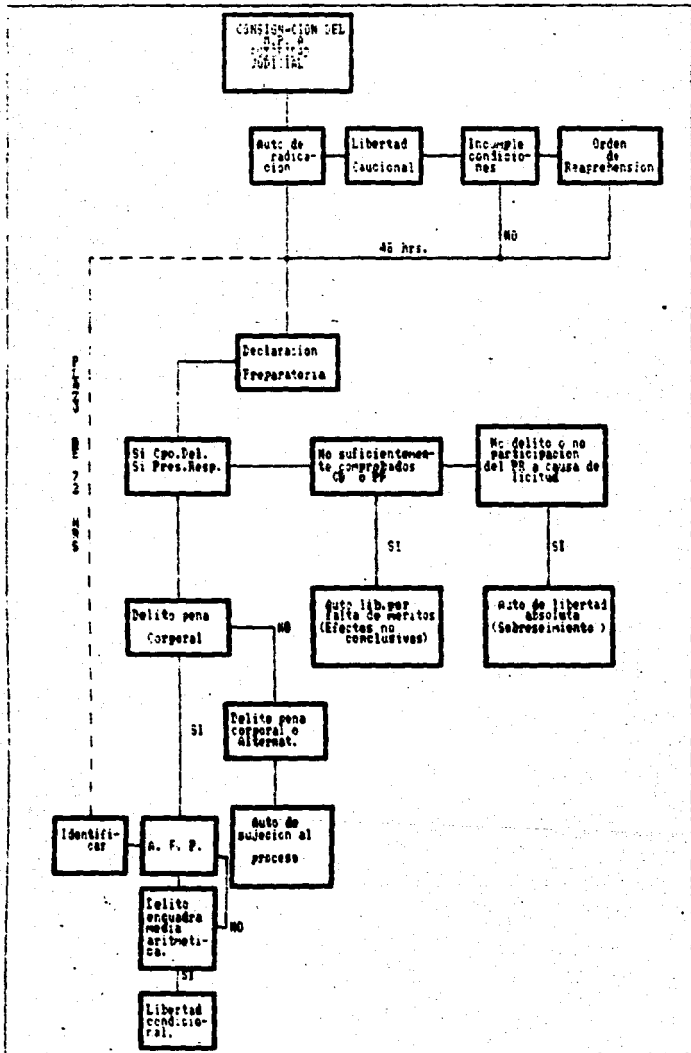 CONSIGNACION DEL
JUDICIAL
Auto de
radica-
cion
Libertad
Caucional
Incumple
condicio-
nes
Orden
de
Reaprehension
NO
48 hrs.
Declaracion
Preparatoria
PLAZO DE 72 HRS
Si Cpo.Del.
Si Pres.Resp.
No suficientemen-
te comprobados
o
No delito o no
participacion
del PR a causa de
licitud
SI
SI
Delito pena
Corporal
NO
Auto lib.por
falta de meritos
(Efectos no
conclusivos)
Auto de libertad
absoluta
(Sobreseimiento )
SI
Delito pena
corporal o
Alternat.
Identifi-
car
A. F. P.
Auto de
sujecion al
proceso
Delito
encuadra
media
aritmeti-
ca.
NO
SI
Libertad
condicio-
nal.